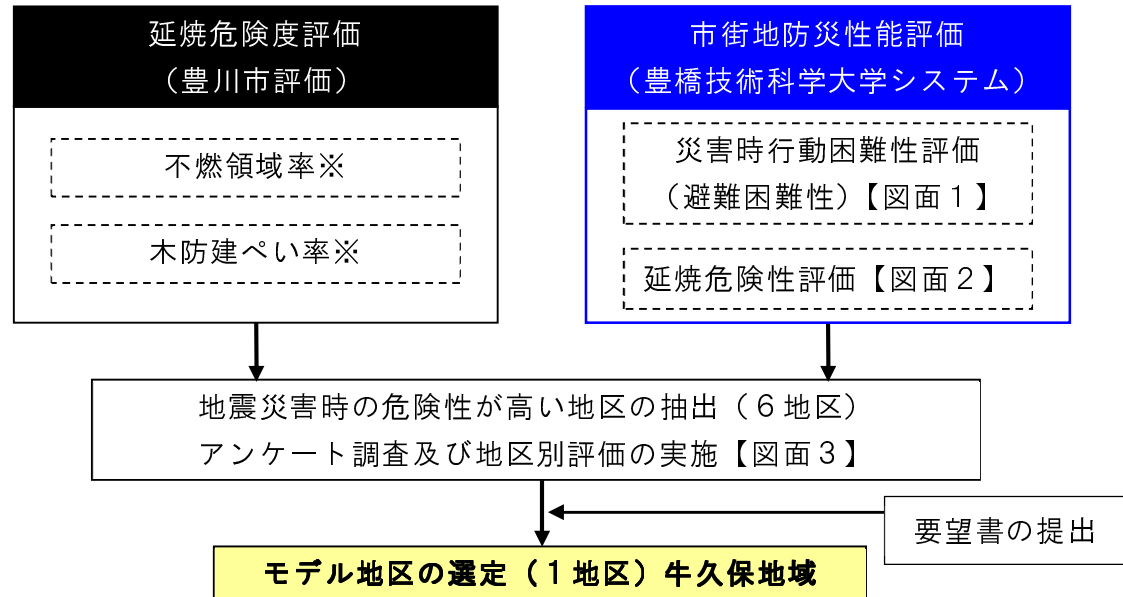 延焼危険度評価
（豊川市評価）
不燃領域率※
木防建ぺい率※
市街地防災性能評価
（豊橋技術科学大学システム）
災害時行動困難性評価
（避難困難性）【図面１】
延焼危険性評価【図面２】
地震災害時の危険性が高い地区の抽出（６地区）
アンケート調査及び地区別評価の実施【図面３】
要望書の提出
モデル地区の選定（１地区）牛久保地域